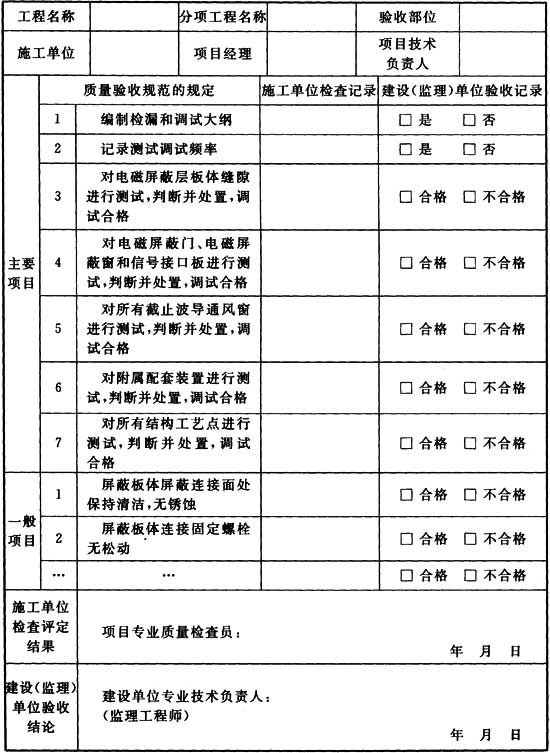 工程名称 分项工程名称 验收部位
施工单位 项目经理 项目技术
负责人
质量验收规范的规定 施工单位检查记录 建设(监理)单位验收记录
主要
项目
1 编制检漏和调试大纲 □ 是 □ 否
2 记录测试调试频率 □ 是 □ 否
3 对电磁屏蔽层板体缝隙
进行测试,判断并处置,调
试合格 □ 合格 □ 不合格
4 对电磁屏蔽门、电磁屏
蔽窗和信号接口板进行测
试,判断并处置,调试合格 □ 合格 □ 不合格
5 对所有截止波导通风窗
进行测试,判断并处置,调
试合格 □ 合格 □ 不合格
6 对附属配套装置进行测
试,判断并处置,调试合格 □ 合格 □ 不合格
7 对所有结构工艺点进行
测试,判断并处置,调试
合格 □ 合格 □ 不合格
一般
项目
1 屏蔽板体屏蔽连接面处
保持清洁,无锈蚀 □ 合格 □ 不合格
2 屏蔽板体连接固定螺栓
无松动 □ 合格 □ 不合格
… … □ 合格 □ 不合格
施工单位
检查评定
结果
项目专业质量检查员:
年 月 日
建设(监理)
单位验收
结论
建设单位专业技术负责人:
(监理工程师)
年 月 日